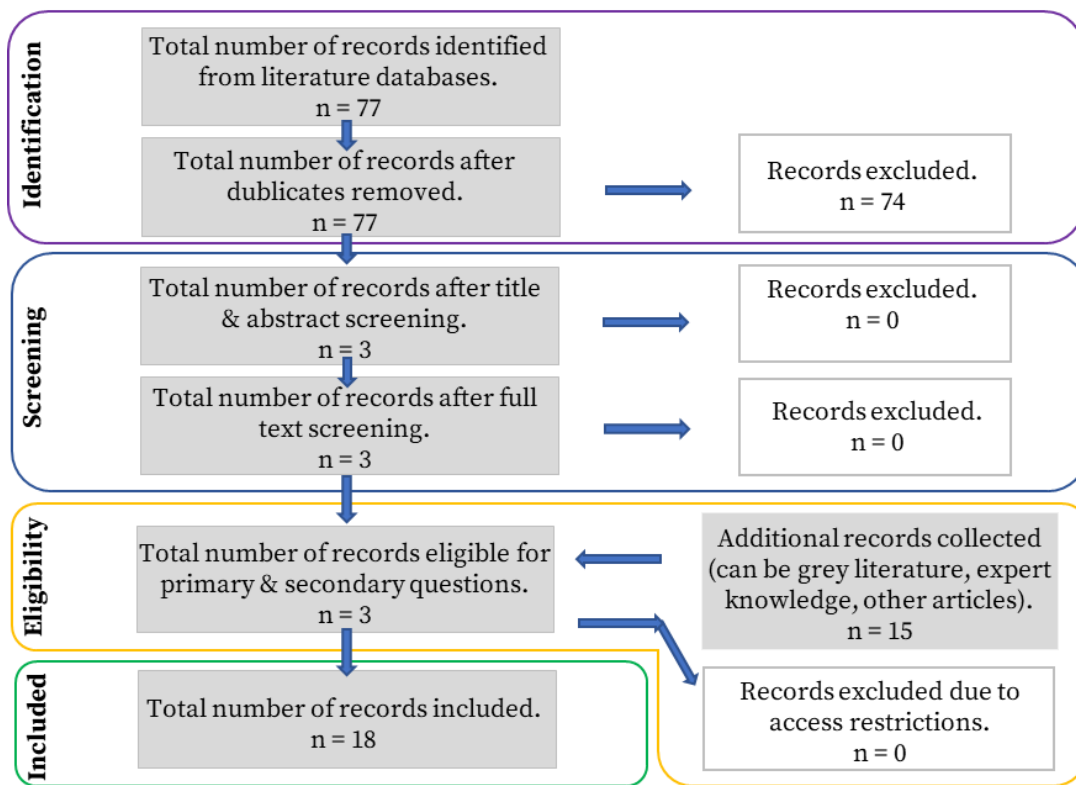 Identification
Total number of records identified
from literature databases.
n = 77
Total number of records after
dublicates removed.
n = 77
Records excluded.
n = 74
Screening
Total number of records after title
& abstract screening.
n = 3
Records excluded.
n = 0
Total number of records after full
text screening.
n = 3
Records excluded.
n = 0
Eligibility
Total number of records eligible for
primary & secondary questions.
n = 3
Additional records collected
(can be grey literature, expert
knowledge, other articles).
n = 15
Records excluded due to
access restrictions.
n = 0
Included
Total number of records included.
n = 18